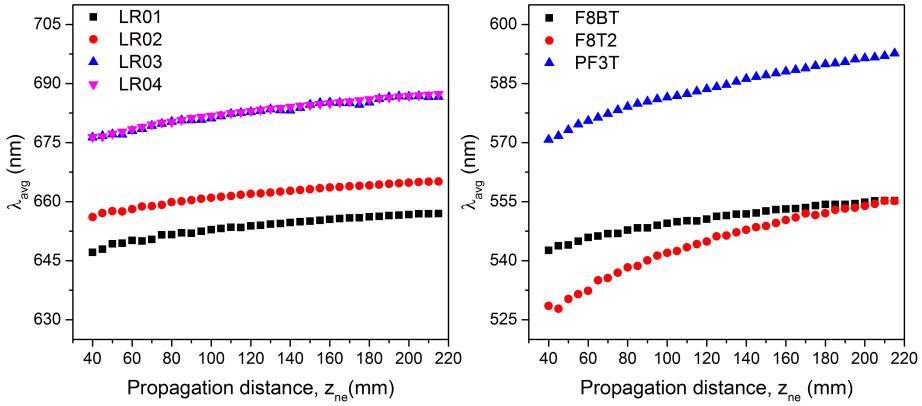 LR01
LR02
LR03
LR04
705
690
675
660
645
630
λavg (nm)
40 60 80 100 120 140 160 180 200 220
Propagation distance, zne(mm)
F8BT
F8T2
PF3T
600
585
570
555
540
525
λavg (nm)
40 60 80 100 120 140 160 180 200 220
Propagation distance, zne (mm)